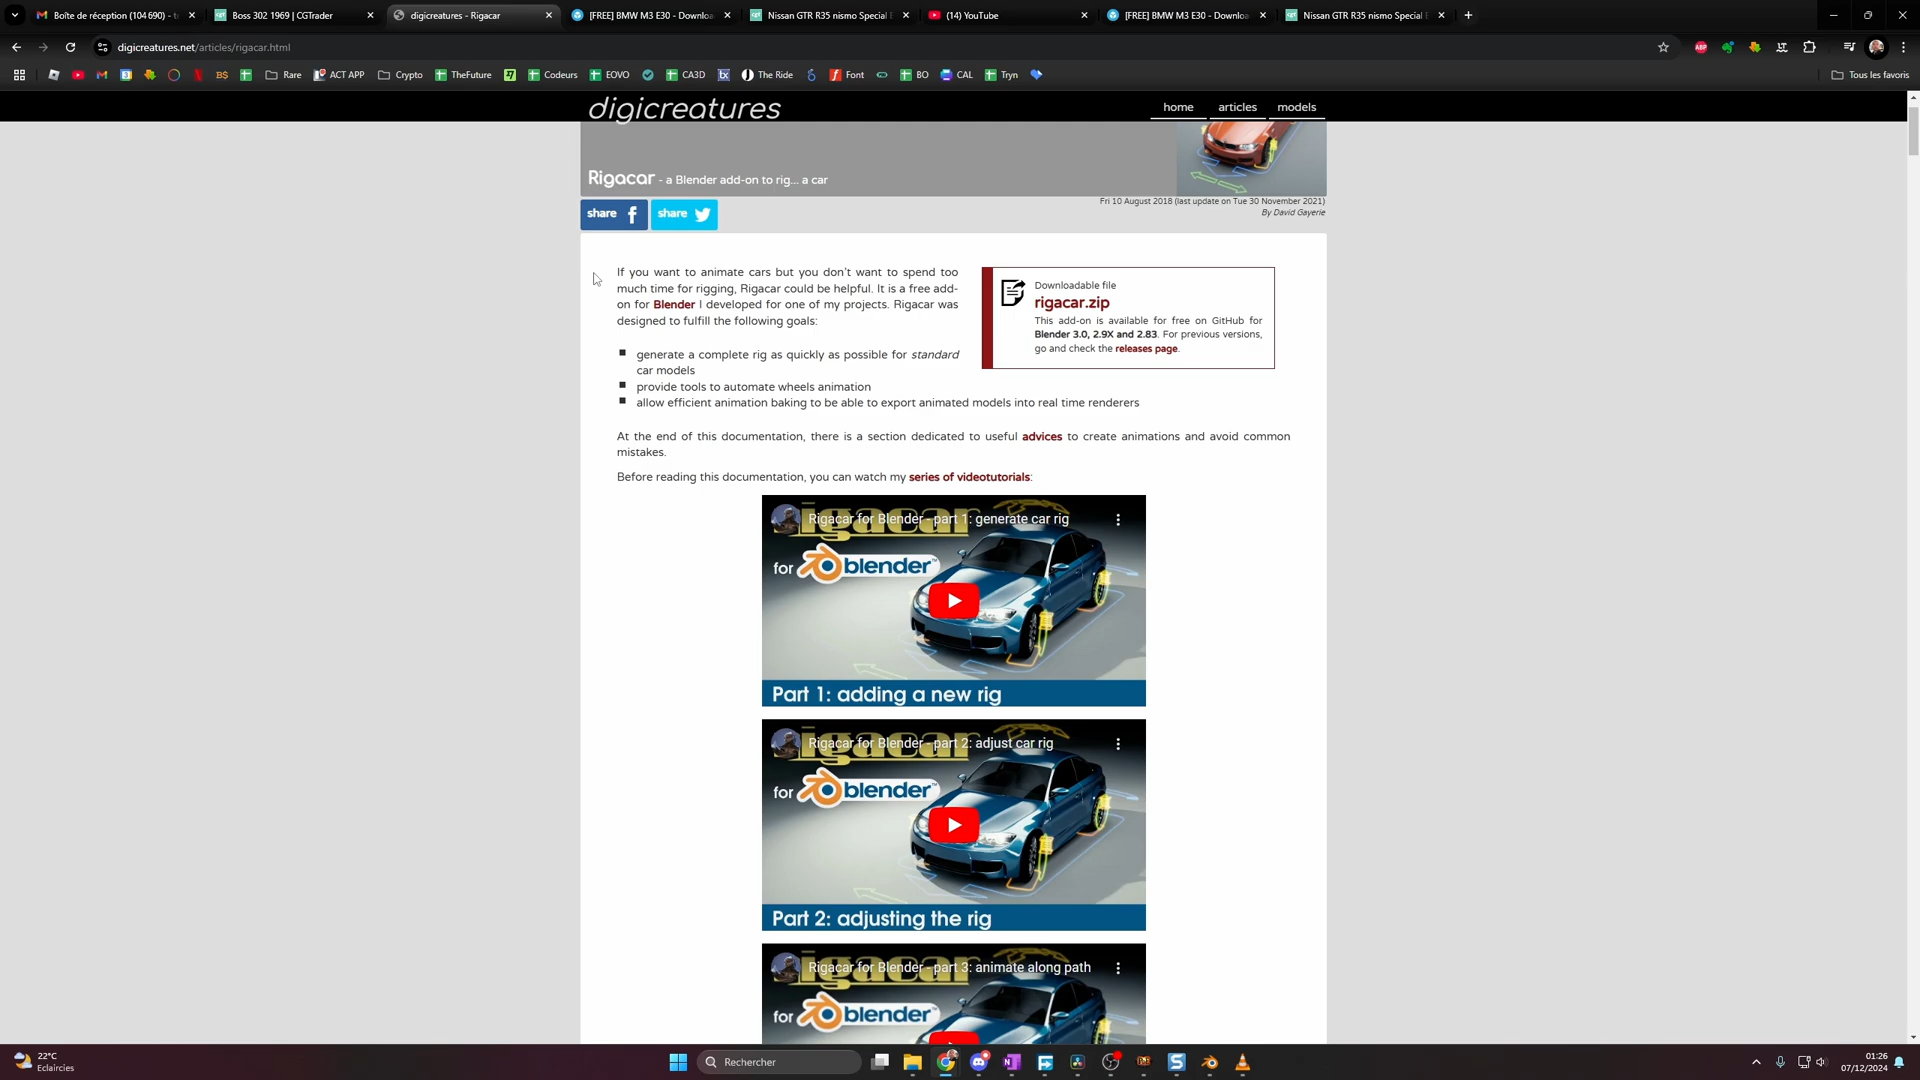 Boîte de réception (104 690) - t
Boss 302 1969 | CGTrader
digicreatures - Rigacar
[FREE] BMW M3 E30 - Downloa
Nissan GTR R35 nismo Special E
(14) YouTube
[FREE] BMW M3 E30 - Downloa
Nissan GTR R35 nismo Special E
digicreatures.net/articles/rigacar.html
ABP
B$
Rare
ACT APP
Crypto
TheFuture
Codeurs
EOVO
CA3D
The Ride
Font
BO
CAL
Tryn
Tous les favoris
digicreatures
home
articles
models
Rigacar - a Blender add-on to rig... a car
share
share
Fri 10 August 2018 (last update on Tue 30 November 2021)
By David Gayerie
If you want to animate cars but you don't want to spend too
much time for rigging, Rigacar could be helpful. It is a free add-
on for Blender I developed for one of my projects. Rigacar was
designed to fulfill the following goals:
Downloadable file
rigacar.zip
This add-on is available for free on GitHub for
Blender 3.0, 2.9X and 2.83. For previous versions,
go and check the releases page.
generate a complete rig as quickly as possible for standard
car models
provide tools to automate wheels animation
allow efficient animation baking to be able to export animated models into real time renderers
At the end of this documentation, there is a section dedicated to useful advices to create animations and avoid common
mistakes.
Before reading this documentation, you can watch my series of videotutorials:
Rigacar for Blender - part 1: generate car rig
for blender
Part 1: adding a new rig
Rigacar for Blender - part 2: adjust car rig
for blender
Part 2: adjusting the rig
Rigacar for Blender - part 3: animate along path
for blender
22°C
Eclaircies
Rechercher
01:26
07/12/2024